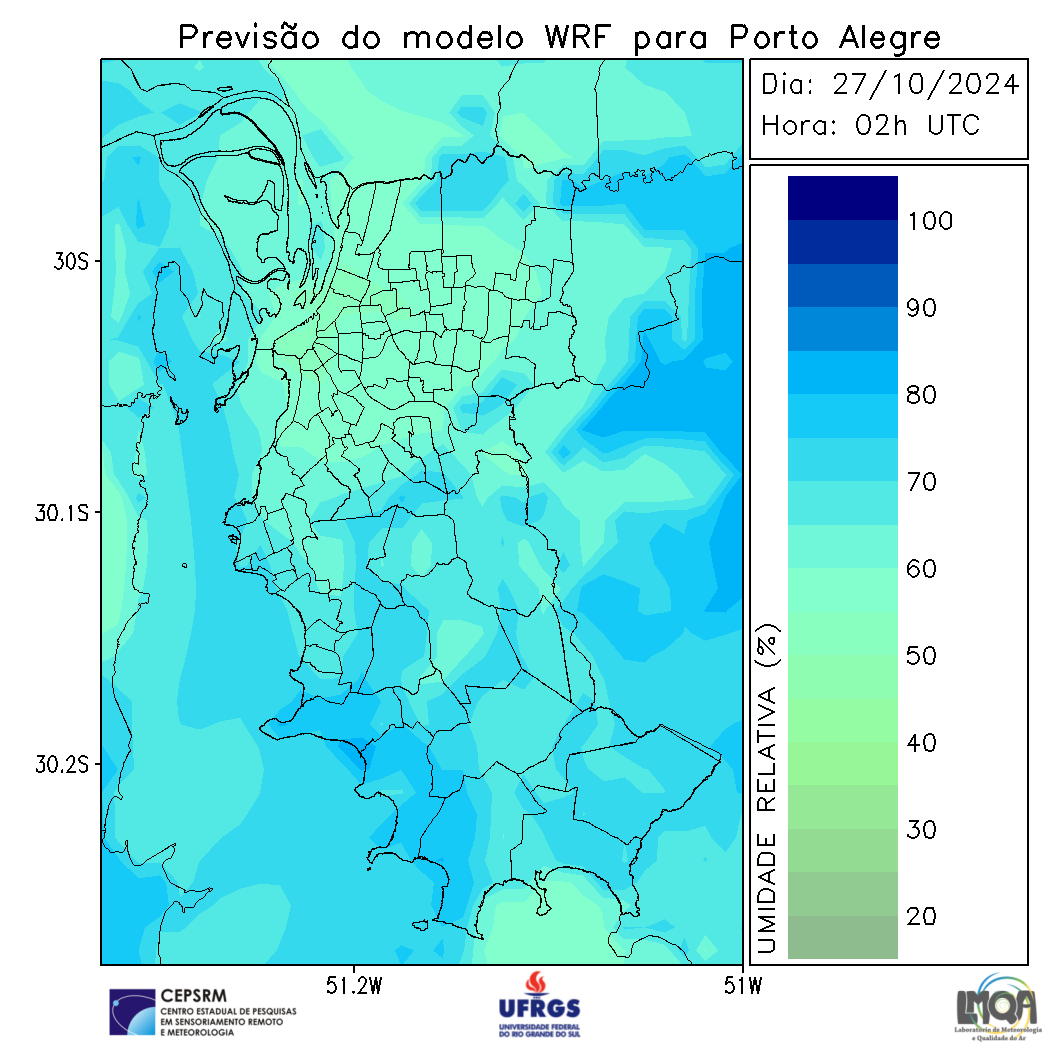 Previsão do modelo WRF para Porto Alegre
Dia: 27/10/2024
Hora: 02h UTC
30S
30.1S
30.2S
51.2W
51W
UMIDADE RELATIVA (%)
100
90
80
70
60
50
40
30
20
CEPSRM
CENTRO ESTADUAL DE PESQUISAS
EM SENSORIAMENTO REMOTO
E METEOROLOGIA
UFRGS
UNIVERSIDADE FEDERAL
DO RIO GRANDE DO SUL
LMQA
Laboratório de Meteorologia
e Qualidade do Ar